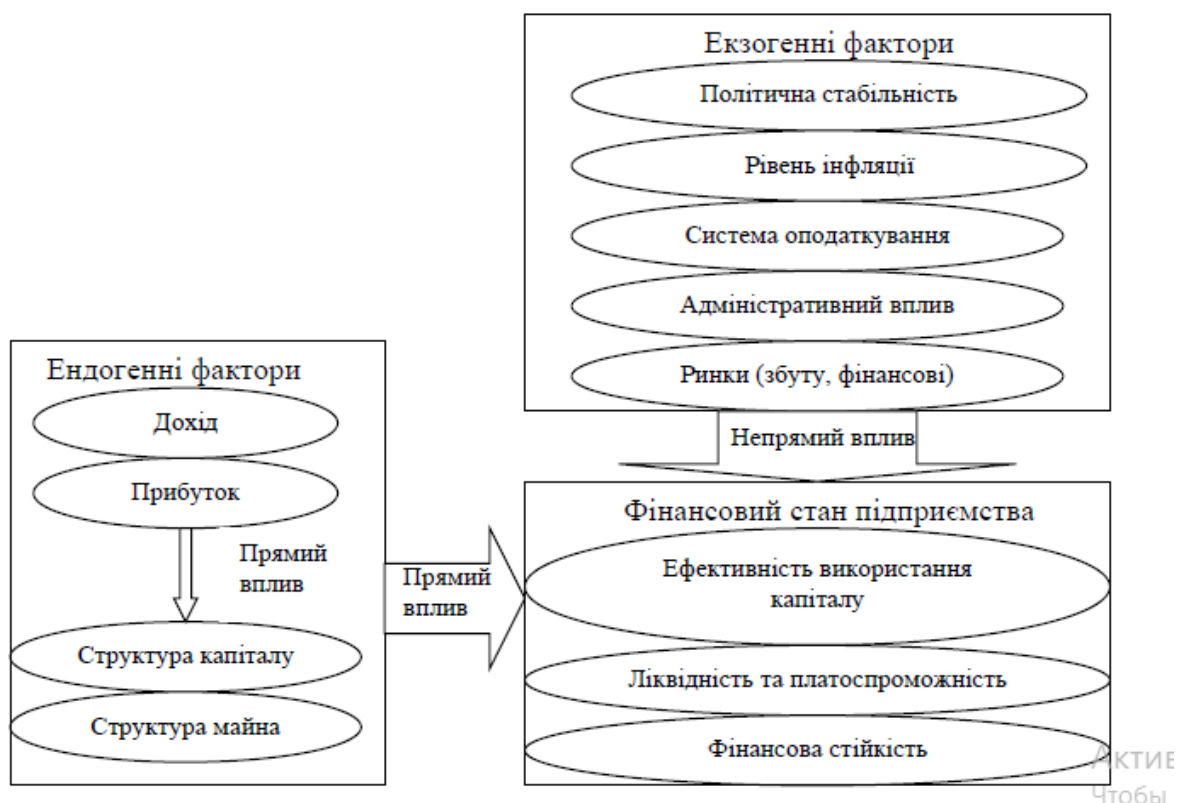 Екзогенні фактори
Політична стабільність
Рівень інфляції
Система оподаткування
Адміністративний вплив
Ринки (збуту, фінансові)
Непрямий вплив
Ендогенні фактори
Дохід
Прибуток
Прямий
вплив
Структура капіталу
Структура майна
Прямий
вплив
Фінансовий стан підприємства
Ефективність використання
капіталу
Ліквідність та платоспроможність
Фінансова стійкість
Актив
Чтобы